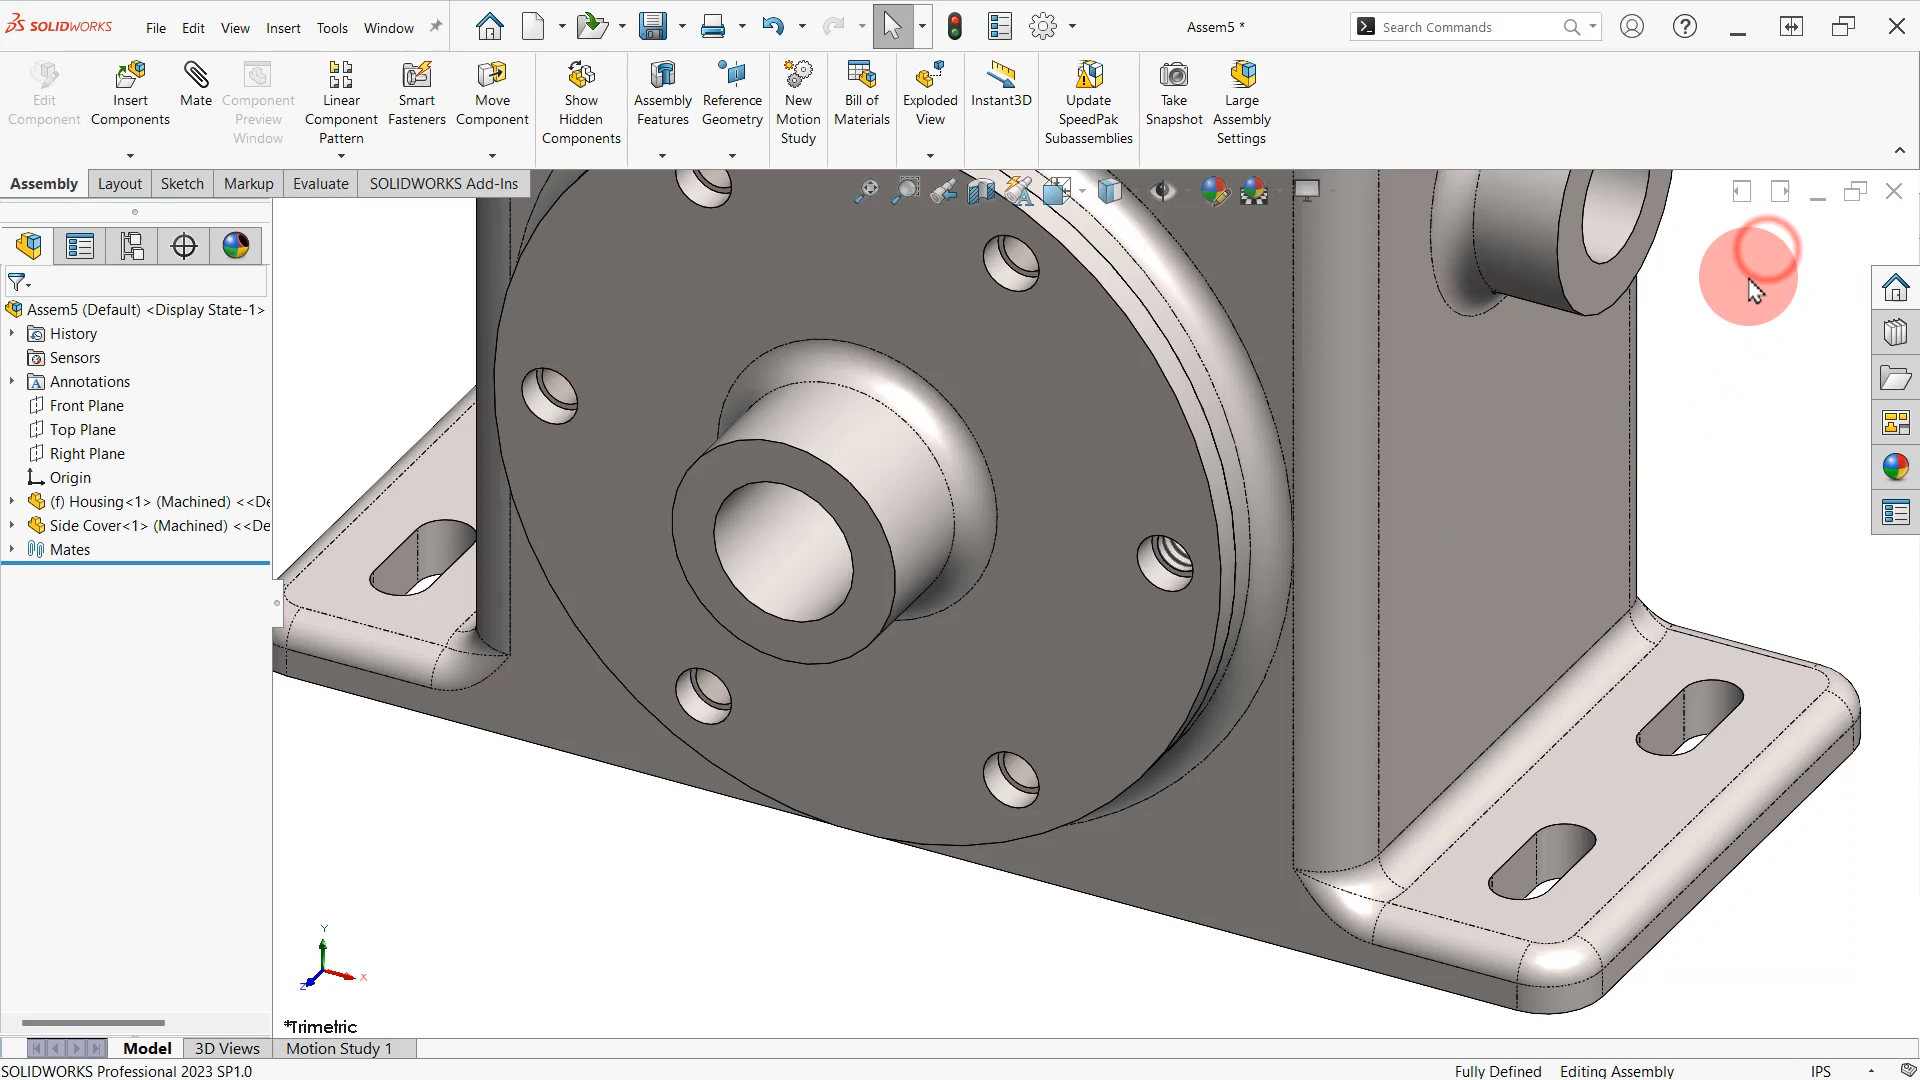 SOLIDWORKS
File Edit View Insert Tools Window
Assem5 *
Search Commands
Edit Component
Insert Components
Mate
Component Preview Window
Linear Component Pattern
Smart Fasteners
Move Component
Show Hidden Components
Assembly Features
Reference Geometry
New Motion Study
Bill of Materials
Exploded View
Instant3D
Update SpeedPak Subassemblies
Take Snapshot
Large Assembly Settings
Assembly Layout Sketch Markup Evaluate SOLIDWORKS Add-Ins
Assem5 (Default) <Display State-1>
History
Sensors
Annotations
Front Plane
Top Plane
Right Plane
Origin
(f) Housing<1> (Machined) <<De
Side Cover<1> (Machined) <<De
Mates
Y
X
Z
*Trimetric
Model 3D Views Motion Study 1
SOLIDWORKS Professional 2023 SP1.0
Fully Defined Editing Assembly IPS